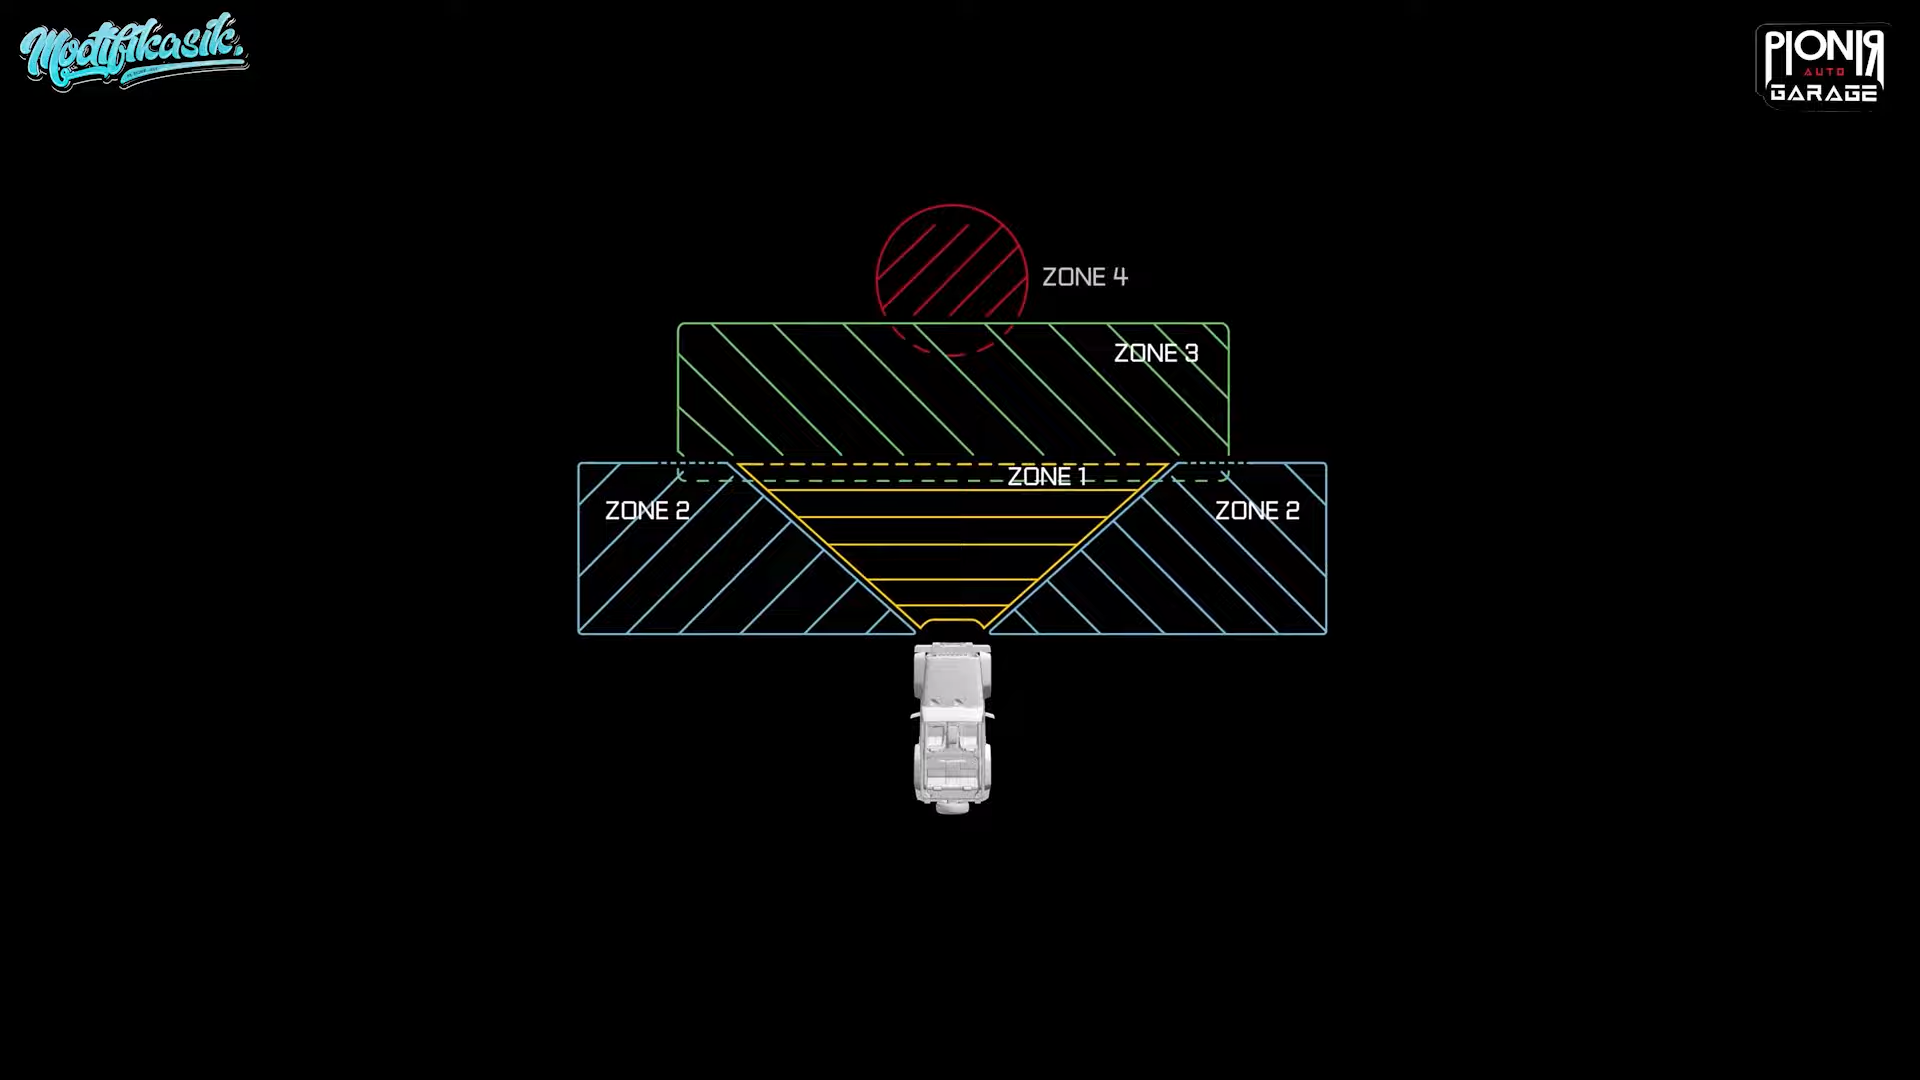 Modifikasik.
PIONIR
AUTO
GARAGE
ZONE 4
ZONE 3
ZONE 1
ZONE 2
ZONE 2